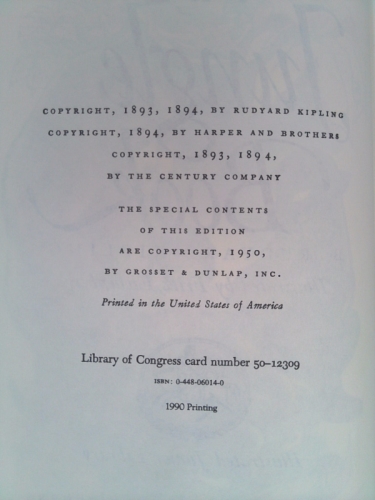 COPYRIGHT, 1893, 1894, BY RUDYARD KIPLING
COPYRIGHT, 1894, BY HARPER AND BROTHERS
COPYRIGHT, 1893, 1894,
BY THE CENTURY COMPANY
THE SPECIAL CONTENTS
OF THIS EDITION
ARE COPYRIGHT, 1950,
BY GROSSET & DUNLAP, INC.
Printed in the United States of America
Library of Congress card number 50-12309
ISBN: 0-448-06014-0
1990 Printing